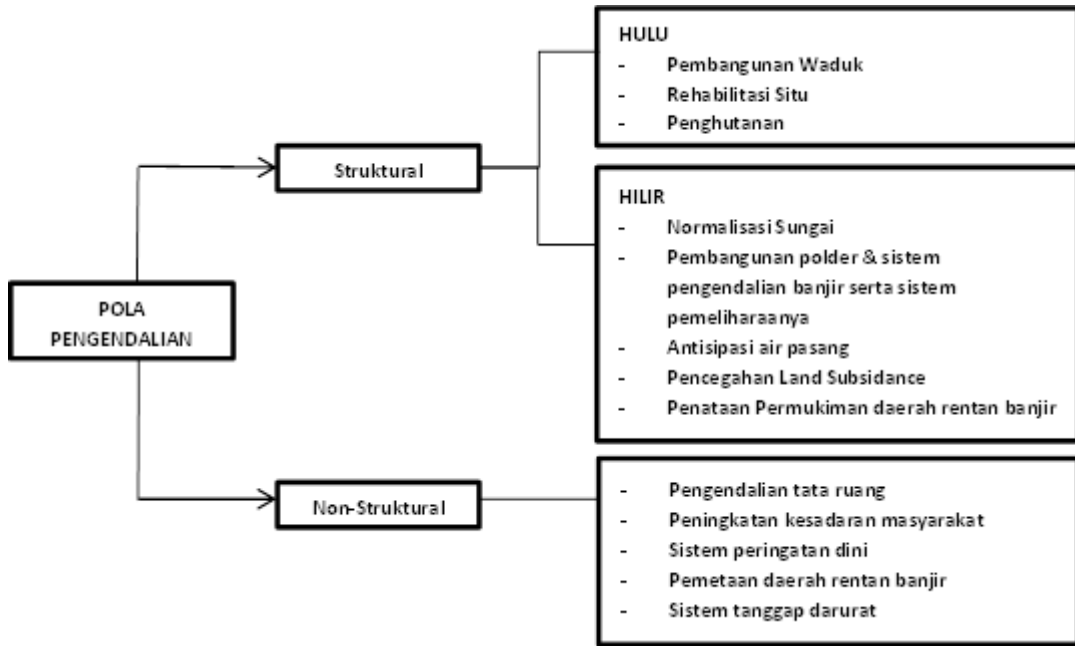 POLA
PENGENDALIAN
Struktural
HULU
- Pembangunan Waduk
- Rehabilitasi Situ
- Penghutanan
HILIR
- Normalisasi Sungai
- Pembangunan polder & sistem
pengendalian banjir serta sistem
pemeliharaanya
- Antisipasi air pasang
- Pencegahan Land Subsidance
- Penataan Permukiman daerah rentan banjir
Non-Struktural
- Pengendalian tata ruang
- Peningkatan kesadaran masyarakat
- Sistem peringatan dini
- Pemetaan daerah rentan banjir
- Sistem tanggap darurat